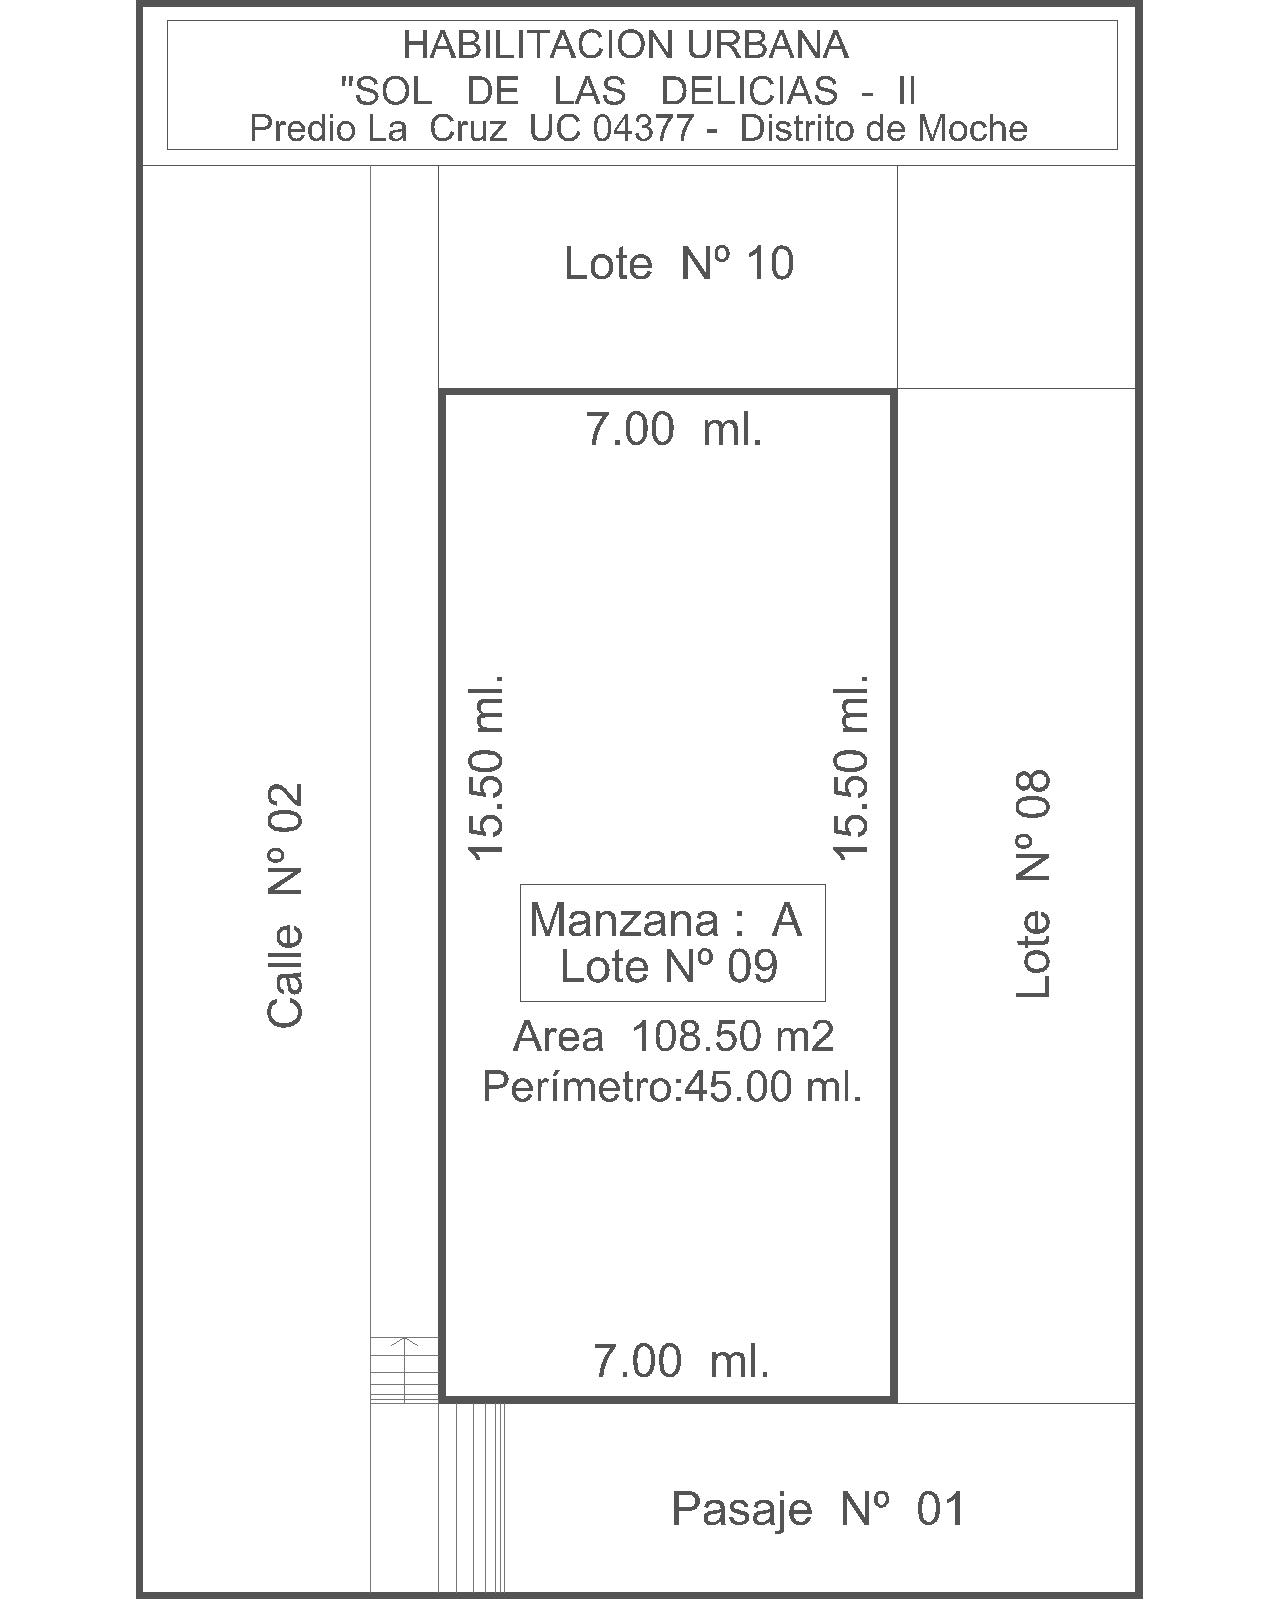 HABILITACION URBANA
"SOL DE LAS DELICIAS - II
Predio La Cruz UC 04377 - Distrito de Moche
Lote Nº 10
7.00 ml.
15.50 ml.
15.50 ml.
Calle Nº 02
Lote Nº 08
Manzana : A
Lote Nº 09
Area 108.50 m2
Perímetro:45.00 ml.
7.00 ml.
Pasaje Nº 01